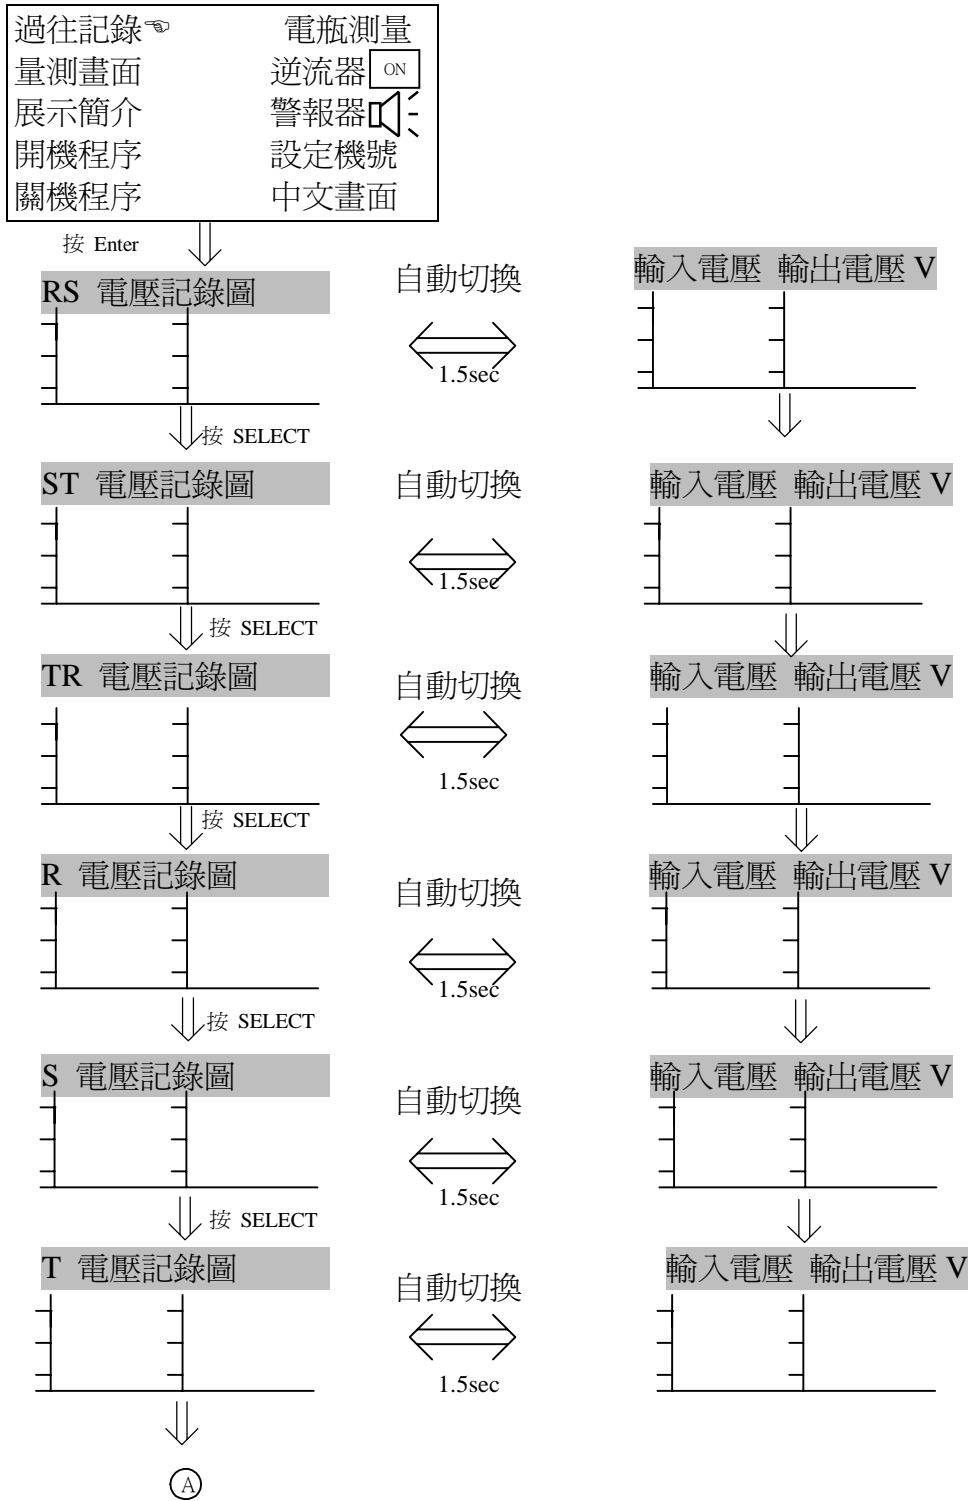 過往記錄☜ 電瓶測量
量測畫面 逆流器 ON
展示簡介 警報器
開機程序 設定機號
關機程序 中文畫面
按 Enter
RS 電壓記錄圖 自動切換 輸入電壓 輸出電壓 V
1.5sec
按 SELECT
ST 電壓記錄圖 自動切換 輸入電壓 輸出電壓 V
1.5sec
按 SELECT
TR 電壓記錄圖 自動切換 輸入電壓 輸出電壓 V
1.5sec
按 SELECT
R 電壓記錄圖 自動切換 輸入電壓 輸出電壓 V
1.5sec
按 SELECT
S 電壓記錄圖 自動切換 輸入電壓 輸出電壓 V
1.5sec
按 SELECT
T 電壓記錄圖 自動切換 輸入電壓 輸出電壓 V
1.5sec
A